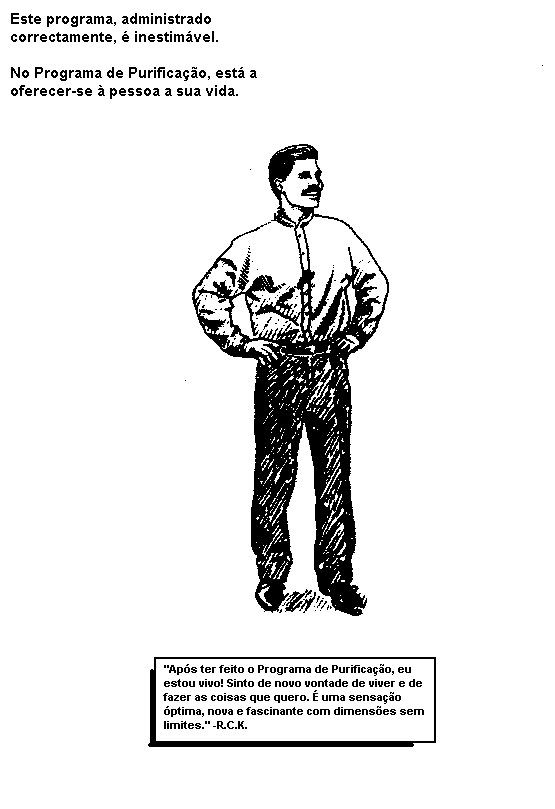 Este programa, administrado
correctamente, é inestimável.
No Programa de Purificação, está a
oferecer-se à pessoa a sua vida.
"Após ter feito o Programa de Purificação, eu
estou vivo! Sinto de novo vontade de viver e de
fazer as coisas que quero. É uma sensação
óptima, nova e fascinante com dimensões sem
limites." -R.C.K.